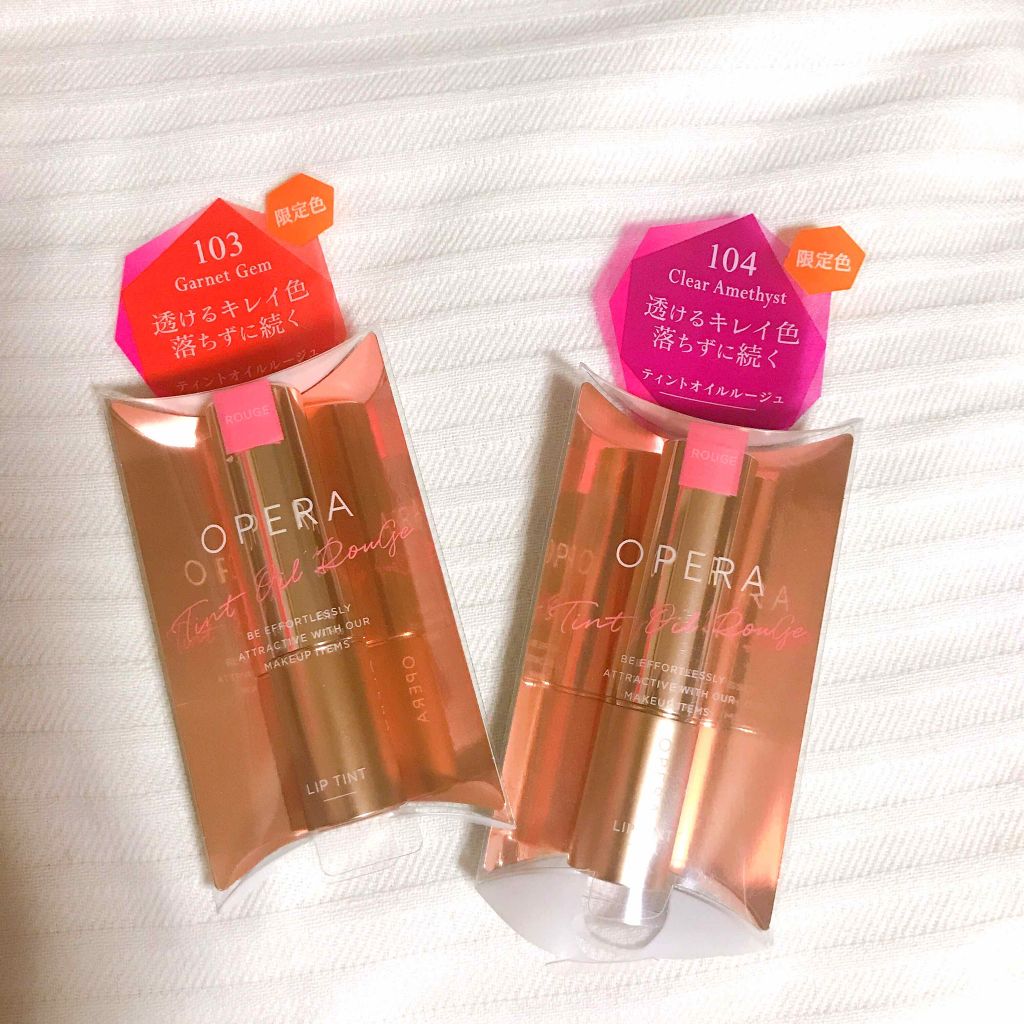 限定色
103
Garnet Gem
透けるキレイ色
落ちずに続く
ティントオイルルージュ
ROUGE
OPERA
Tint Oil Rouge
BE EFFORTLESSLY
ATTRACTIVE WITH OUR
MAKEUP ITEMS
OPERA
LIP TINT
限定色
104
Clear Amethyst
透けるキレイ色
落ちずに続く
ティントオイルルージュ
ROUGE
OPERA
Tint Oil Rouge
BE EFFORTLESSLY
ATTRACTIVE WITH OUR
MAKEUP ITEMS
LIP TINT